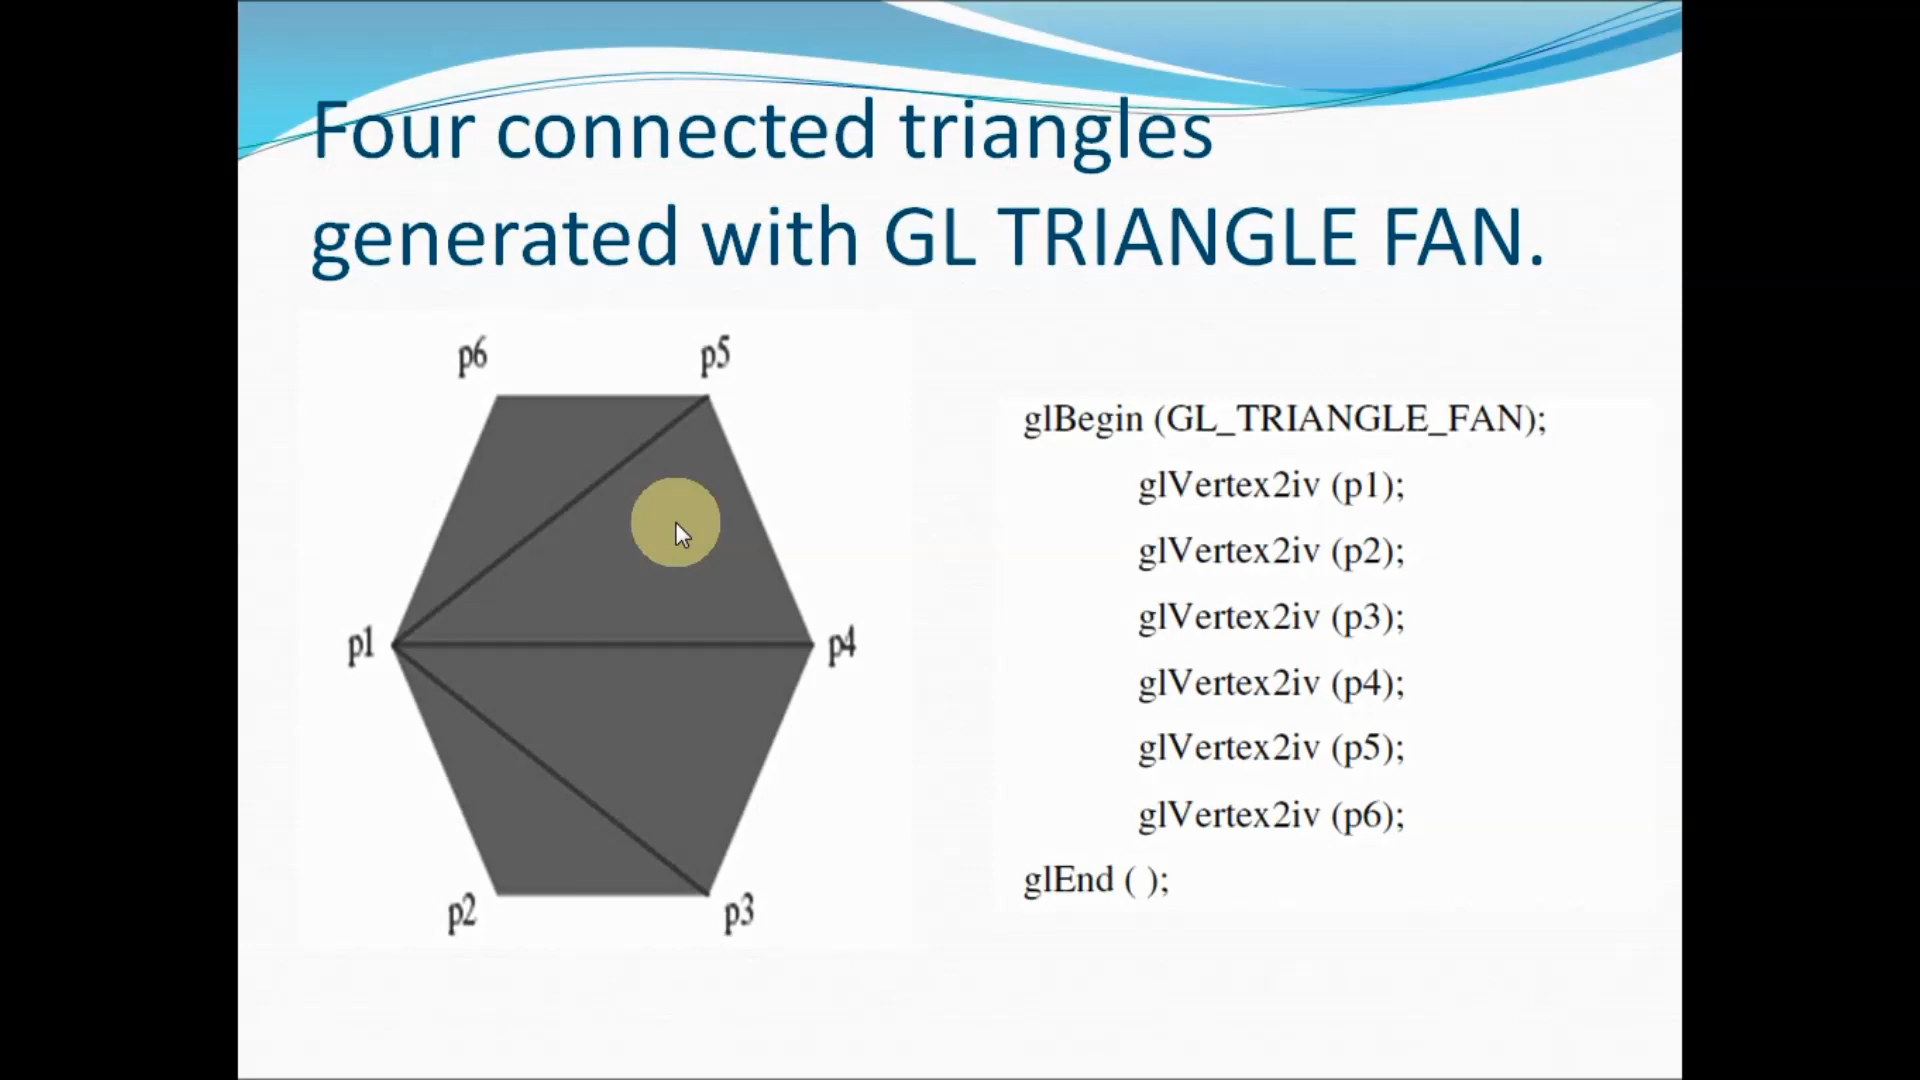 Four connected triangles
generated with GL TRIANGLE FAN.
p6
p5
p1
p4
p2
p3
glBegin (GL_TRIANGLE_FAN);
glVertex2iv (p1);
glVertex2iv (p2);
glVertex2iv (p3);
glVertex2iv (p4);
glVertex2iv (p5);
glVertex2iv (p6);
glEnd ( );